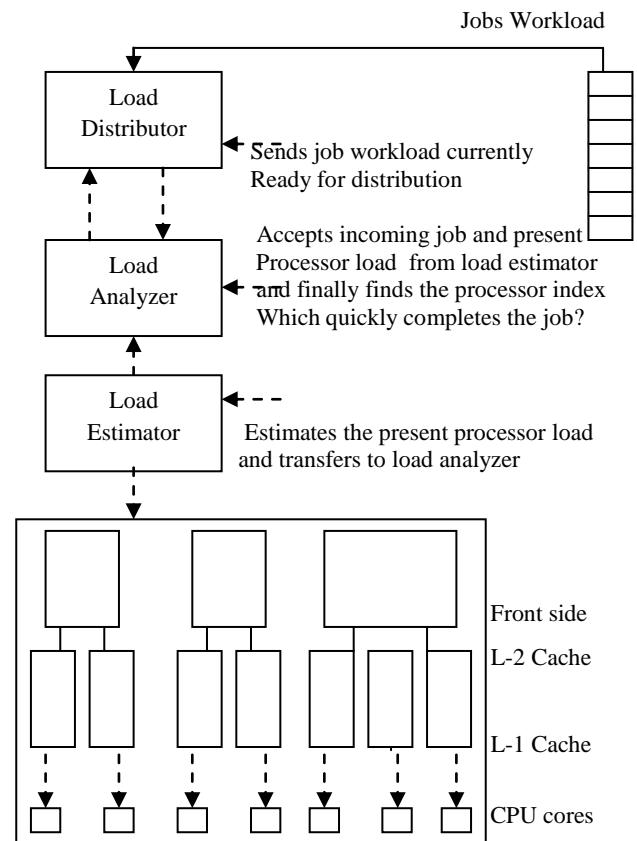 Jobs Workload
Load
Distributor
Sends job workload currently
Ready for distribution
Load
Analyzer
Accepts incoming job and present
Processor load from load estimator
and finally finds the processor index
Which quickly completes the job?
Load
Estimator
Estimates the present processor load
and transfers to load analyzer
Front side
L-2 Cache
L-1 Cache
CPU cores